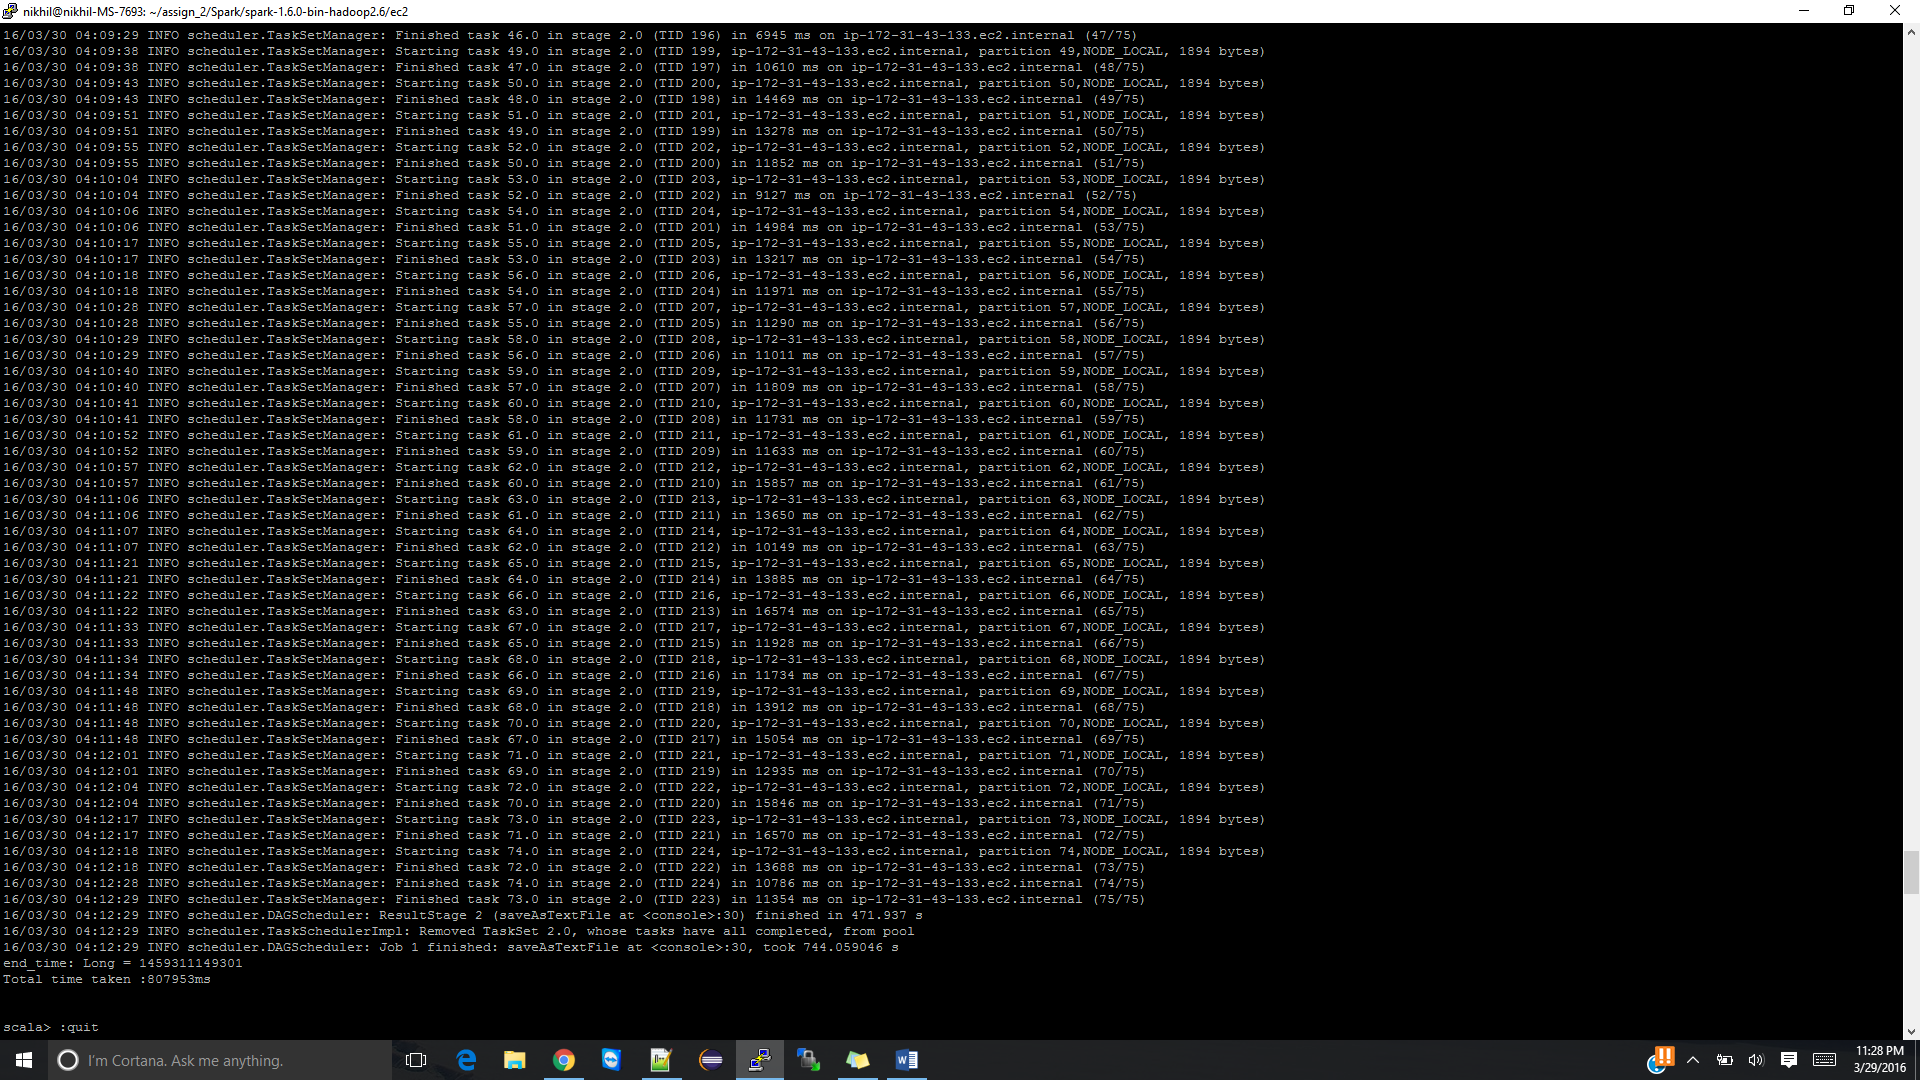 nikhil@nikhil-MS-7693: ~/assign_2/Spark/spark-1.6.0-bin-hadoop2.6/ec2
16/03/30 04:09:29 INFO scheduler.TaskSetManager: Finished task 46.0 in stage 2.0 (TID 196) in 6945 ms on ip-172-31-43-133.ec2.internal (47/75)
16/03/30 04:09:38 INFO scheduler.TaskSetManager: Starting task 49.0 in stage 2.0 (TID 199, ip-172-31-43-133.ec2.internal, partition 49,NODE_LOCAL, 1894 bytes)
16/03/30 04:09:38 INFO scheduler.TaskSetManager: Finished task 47.0 in stage 2.0 (TID 197) in 10610 ms on ip-172-31-43-133.ec2.internal (48/75)
16/03/30 04:09:43 INFO scheduler.TaskSetManager: Starting task 50.0 in stage 2.0 (TID 200, ip-172-31-43-133.ec2.internal, partition 50,NODE_LOCAL, 1894 bytes)
16/03/30 04:09:43 INFO scheduler.TaskSetManager: Finished task 48.0 in stage 2.0 (TID 198) in 14469 ms on ip-172-31-43-133.ec2.internal (49/75)
16/03/30 04:09:51 INFO scheduler.TaskSetManager: Starting task 51.0 in stage 2.0 (TID 201, ip-172-31-43-133.ec2.internal, partition 51,NODE_LOCAL, 1894 bytes)
16/03/30 04:09:51 INFO scheduler.TaskSetManager: Finished task 49.0 in stage 2.0 (TID 199) in 13278 ms on ip-172-31-43-133.ec2.internal (50/75)
16/03/30 04:09:55 INFO scheduler.TaskSetManager: Starting task 52.0 in stage 2.0 (TID 202, ip-172-31-43-133.ec2.internal, partition 52,NODE_LOCAL, 1894 bytes)
16/03/30 04:09:55 INFO scheduler.TaskSetManager: Finished task 50.0 in stage 2.0 (TID 200) in 11852 ms on ip-172-31-43-133.ec2.internal (51/75)
16/03/30 04:10:04 INFO scheduler.TaskSetManager: Starting task 53.0 in stage 2.0 (TID 203, ip-172-31-43-133.ec2.internal, partition 53,NODE_LOCAL, 1894 bytes)
16/03/30 04:10:04 INFO scheduler.TaskSetManager: Finished task 52.0 in stage 2.0 (TID 202) in 9127 ms on ip-172-31-43-133.ec2.internal (52/75)
16/03/30 04:10:06 INFO scheduler.TaskSetManager: Starting task 54.0 in stage 2.0 (TID 204, ip-172-31-43-133.ec2.internal, partition 54,NODE_LOCAL, 1894 bytes)
16/03/30 04:10:06 INFO scheduler.TaskSetManager: Finished task 51.0 in stage 2.0 (TID 201) in 14984 ms on ip-172-31-43-133.ec2.internal (53/75)
16/03/30 04:10:17 INFO scheduler.TaskSetManager: Starting task 55.0 in stage 2.0 (TID 205, ip-172-31-43-133.ec2.internal, partition 55,NODE_LOCAL, 1894 bytes)
16/03/30 04:10:17 INFO scheduler.TaskSetManager: Finished task 53.0 in stage 2.0 (TID 203) in 13217 ms on ip-172-31-43-133.ec2.internal (54/75)
16/03/30 04:10:18 INFO scheduler.TaskSetManager: Starting task 56.0 in stage 2.0 (TID 206, ip-172-31-43-133.ec2.internal, partition 56,NODE_LOCAL, 1894 bytes)
16/03/30 04:10:18 INFO scheduler.TaskSetManager: Finished task 54.0 in stage 2.0 (TID 204) in 11971 ms on ip-172-31-43-133.ec2.internal (55/75)
16/03/30 04:10:28 INFO scheduler.TaskSetManager: Starting task 57.0 in stage 2.0 (TID 207, ip-172-31-43-133.ec2.internal, partition 57,NODE_LOCAL, 1894 bytes)
16/03/30 04:10:28 INFO scheduler.TaskSetManager: Finished task 55.0 in stage 2.0 (TID 205) in 11290 ms on ip-172-31-43-133.ec2.internal (56/75)
16/03/30 04:10:29 INFO scheduler.TaskSetManager: Starting task 58.0 in stage 2.0 (TID 208, ip-172-31-43-133.ec2.internal, partition 58,NODE_LOCAL, 1894 bytes)
16/03/30 04:10:29 INFO scheduler.TaskSetManager: Finished task 56.0 in stage 2.0 (TID 206) in 11011 ms on ip-172-31-43-133.ec2.internal (57/75)
16/03/30 04:10:40 INFO scheduler.TaskSetManager: Starting task 59.0 in stage 2.0 (TID 209, ip-172-31-43-133.ec2.internal, partition 59,NODE_LOCAL, 1894 bytes)
16/03/30 04:10:40 INFO scheduler.TaskSetManager: Finished task 57.0 in stage 2.0 (TID 207) in 11809 ms on ip-172-31-43-133.ec2.internal (58/75)
16/03/30 04:10:41 INFO scheduler.TaskSetManager: Starting task 60.0 in stage 2.0 (TID 210, ip-172-31-43-133.ec2.internal, partition 60,NODE_LOCAL, 1894 bytes)
16/03/30 04:10:41 INFO scheduler.TaskSetManager: Finished task 58.0 in stage 2.0 (TID 208) in 11731 ms on ip-172-31-43-133.ec2.internal (59/75)
16/03/30 04:10:52 INFO scheduler.TaskSetManager: Starting task 61.0 in stage 2.0 (TID 211, ip-172-31-43-133.ec2.internal, partition 61,NODE_LOCAL, 1894 bytes)
16/03/30 04:10:52 INFO scheduler.TaskSetManager: Finished task 59.0 in stage 2.0 (TID 209) in 11633 ms on ip-172-31-43-133.ec2.internal (60/75)
16/03/30 04:10:57 INFO scheduler.TaskSetManager: Starting task 62.0 in stage 2.0 (TID 212, ip-172-31-43-133.ec2.internal, partition 62,NODE_LOCAL, 1894 bytes)
16/03/30 04:10:57 INFO scheduler.TaskSetManager: Finished task 60.0 in stage 2.0 (TID 210) in 15857 ms on ip-172-31-43-133.ec2.internal (61/75)
16/03/30 04:11:06 INFO scheduler.TaskSetManager: Starting task 63.0 in stage 2.0 (TID 213, ip-172-31-43-133.ec2.internal, partition 63,NODE_LOCAL, 1894 bytes)
16/03/30 04:11:06 INFO scheduler.TaskSetManager: Finished task 61.0 in stage 2.0 (TID 211) in 13650 ms on ip-172-31-43-133.ec2.internal (62/75)
16/03/30 04:11:07 INFO scheduler.TaskSetManager: Starting task 64.0 in stage 2.0 (TID 214, ip-172-31-43-133.ec2.internal, partition 64,NODE_LOCAL, 1894 bytes)
16/03/30 04:11:07 INFO scheduler.TaskSetManager: Finished task 62.0 in stage 2.0 (TID 212) in 10149 ms on ip-172-31-43-133.ec2.internal (63/75)
16/03/30 04:11:21 INFO scheduler.TaskSetManager: Starting task 65.0 in stage 2.0 (TID 215, ip-172-31-43-133.ec2.internal, partition 65,NODE_LOCAL, 1894 bytes)
16/03/30 04:11:21 INFO scheduler.TaskSetManager: Finished task 64.0 in stage 2.0 (TID 214) in 13885 ms on ip-172-31-43-133.ec2.internal (64/75)
16/03/30 04:11:22 INFO scheduler.TaskSetManager: Starting task 66.0 in stage 2.0 (TID 216, ip-172-31-43-133.ec2.internal, partition 66,NODE_LOCAL, 1894 bytes)
16/03/30 04:11:22 INFO scheduler.TaskSetManager: Finished task 63.0 in stage 2.0 (TID 213) in 16574 ms on ip-172-31-43-133.ec2.internal (65/75)
16/03/30 04:11:33 INFO scheduler.TaskSetManager: Starting task 67.0 in stage 2.0 (TID 217, ip-172-31-43-133.ec2.internal, partition 67,NODE_LOCAL, 1894 bytes)
16/03/30 04:11:33 INFO scheduler.TaskSetManager: Finished task 65.0 in stage 2.0 (TID 215) in 11928 ms on ip-172-31-43-133.ec2.internal (66/75)
16/03/30 04:11:34 INFO scheduler.TaskSetManager: Starting task 68.0 in stage 2.0 (TID 218, ip-172-31-43-133.ec2.internal, partition 68,NODE_LOCAL, 1894 bytes)
16/03/30 04:11:34 INFO scheduler.TaskSetManager: Finished task 66.0 in stage 2.0 (TID 216) in 11734 ms on ip-172-31-43-133.ec2.internal (67/75)
16/03/30 04:11:48 INFO scheduler.TaskSetManager: Starting task 69.0 in stage 2.0 (TID 219, ip-172-31-43-133.ec2.internal, partition 69,NODE_LOCAL, 1894 bytes)
16/03/30 04:11:48 INFO scheduler.TaskSetManager: Finished task 68.0 in stage 2.0 (TID 218) in 13912 ms on ip-172-31-43-133.ec2.internal (68/75)
16/03/30 04:11:48 INFO scheduler.TaskSetManager: Starting task 70.0 in stage 2.0 (TID 220, ip-172-31-43-133.ec2.internal, partition 70,NODE_LOCAL, 1894 bytes)
16/03/30 04:11:48 INFO scheduler.TaskSetManager: Finished task 67.0 in stage 2.0 (TID 217) in 15054 ms on ip-172-31-43-133.ec2.internal (69/75)
16/03/30 04:12:01 INFO scheduler.TaskSetManager: Starting task 71.0 in stage 2.0 (TID 221, ip-172-31-43-133.ec2.internal, partition 71,NODE_LOCAL, 1894 bytes)
16/03/30 04:12:01 INFO scheduler.TaskSetManager: Finished task 69.0 in stage 2.0 (TID 219) in 12935 ms on ip-172-31-43-133.ec2.internal (70/75)
16/03/30 04:12:04 INFO scheduler.TaskSetManager: Starting task 72.0 in stage 2.0 (TID 222, ip-172-31-43-133.ec2.internal, partition 72,NODE_LOCAL, 1894 bytes)
16/03/30 04:12:04 INFO scheduler.TaskSetManager: Finished task 70.0 in stage 2.0 (TID 220) in 15846 ms on ip-172-31-43-133.ec2.internal (71/75)
16/03/30 04:12:17 INFO scheduler.TaskSetManager: Starting task 73.0 in stage 2.0 (TID 223, ip-172-31-43-133.ec2.internal, partition 73,NODE_LOCAL, 1894 bytes)
16/03/30 04:12:17 INFO scheduler.TaskSetManager: Finished task 71.0 in stage 2.0 (TID 221) in 16570 ms on ip-172-31-43-133.ec2.internal (72/75)
16/03/30 04:12:18 INFO scheduler.TaskSetManager: Starting task 74.0 in stage 2.0 (TID 224, ip-172-31-43-133.ec2.internal, partition 74,NODE_LOCAL, 1894 bytes)
16/03/30 04:12:18 INFO scheduler.TaskSetManager: Finished task 72.0 in stage 2.0 (TID 222) in 13688 ms on ip-172-31-43-133.ec2.internal (73/75)
16/03/30 04:12:28 INFO scheduler.TaskSetManager: Finished task 74.0 in stage 2.0 (TID 224) in 10786 ms on ip-172-31-43-133.ec2.internal (74/75)
16/03/30 04:12:29 INFO scheduler.TaskSetManager: Finished task 73.0 in stage 2.0 (TID 223) in 11354 ms on ip-172-31-43-133.ec2.internal (75/75)
16/03/30 04:12:29 INFO scheduler.DAGScheduler: ResultStage 2 (saveAsTextFile at <console>:30) finished in 471.937 s
16/03/30 04:12:29 INFO scheduler.TaskSchedulerImpl: Removed TaskSet 2.0, whose tasks have all completed, from pool
16/03/30 04:12:29 INFO scheduler.DAGScheduler: Job 1 finished: saveAsTextFile at <console>:30, took 744.059046 s
end_time: Long = 1459311149301
Total time taken :807953ms
scala> :quit
I'm Cortana. Ask me anything.
11:28 PM
3/29/2016